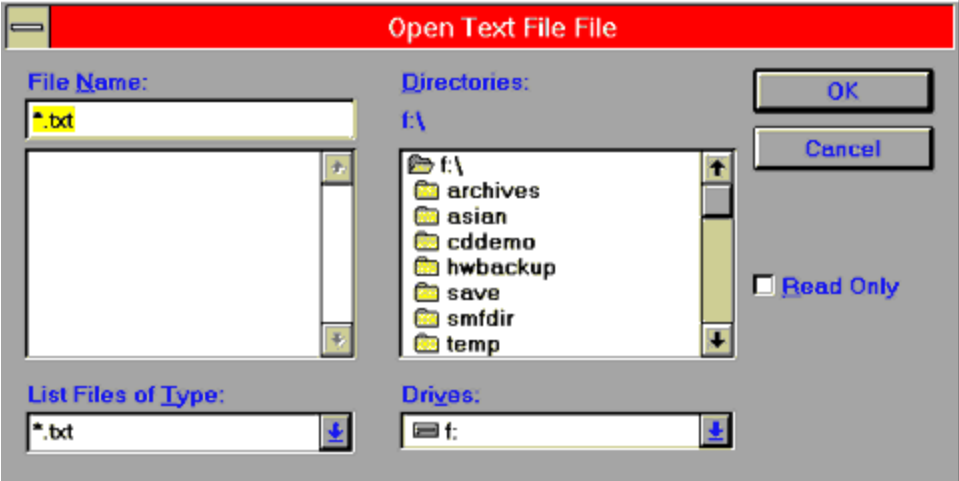 Open Text File File
File Name:
*.txt
List Files of Type:
*.txt
Directories:
f:\
f:\
archives
asian
cddemo
hwbackup
save
smfdir
temp
Drives:
f:
OK
Cancel
Read Only